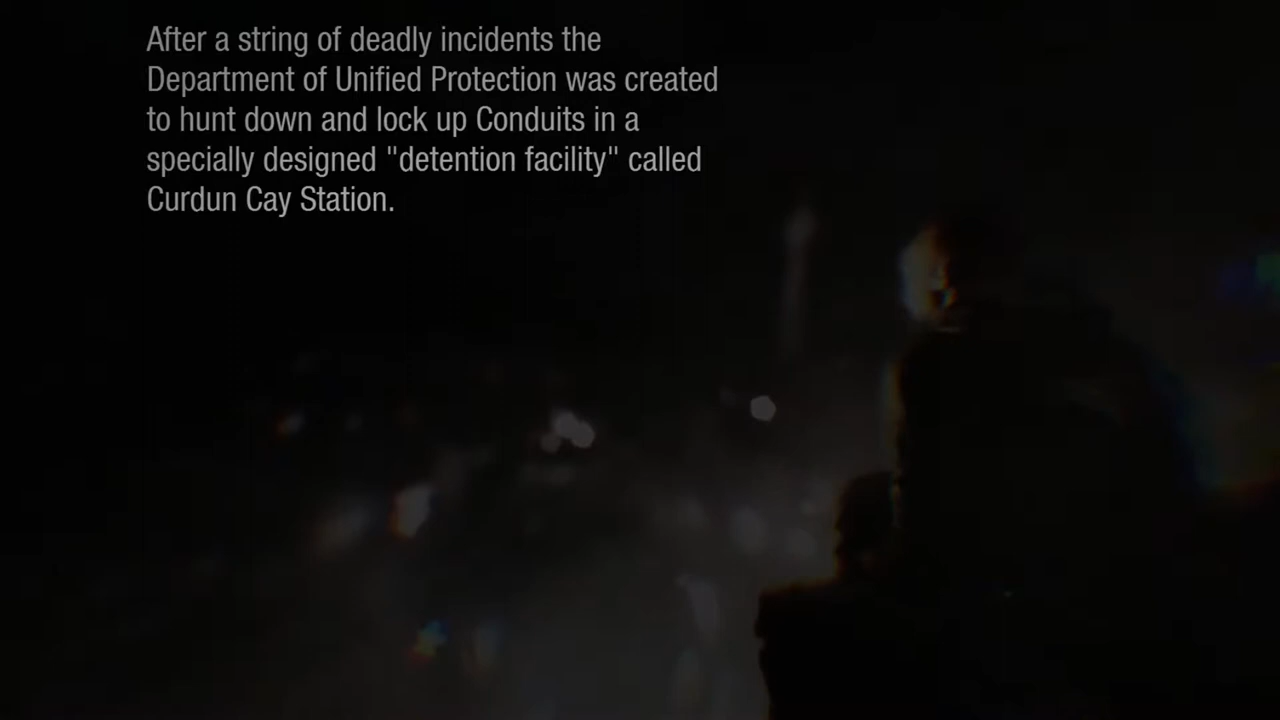 After a string of deadly incidents the
Department of Unified Protection was created
to hunt down and lock up Conduits in a
specially designed "detention facility" called
Curdun Cay Station.